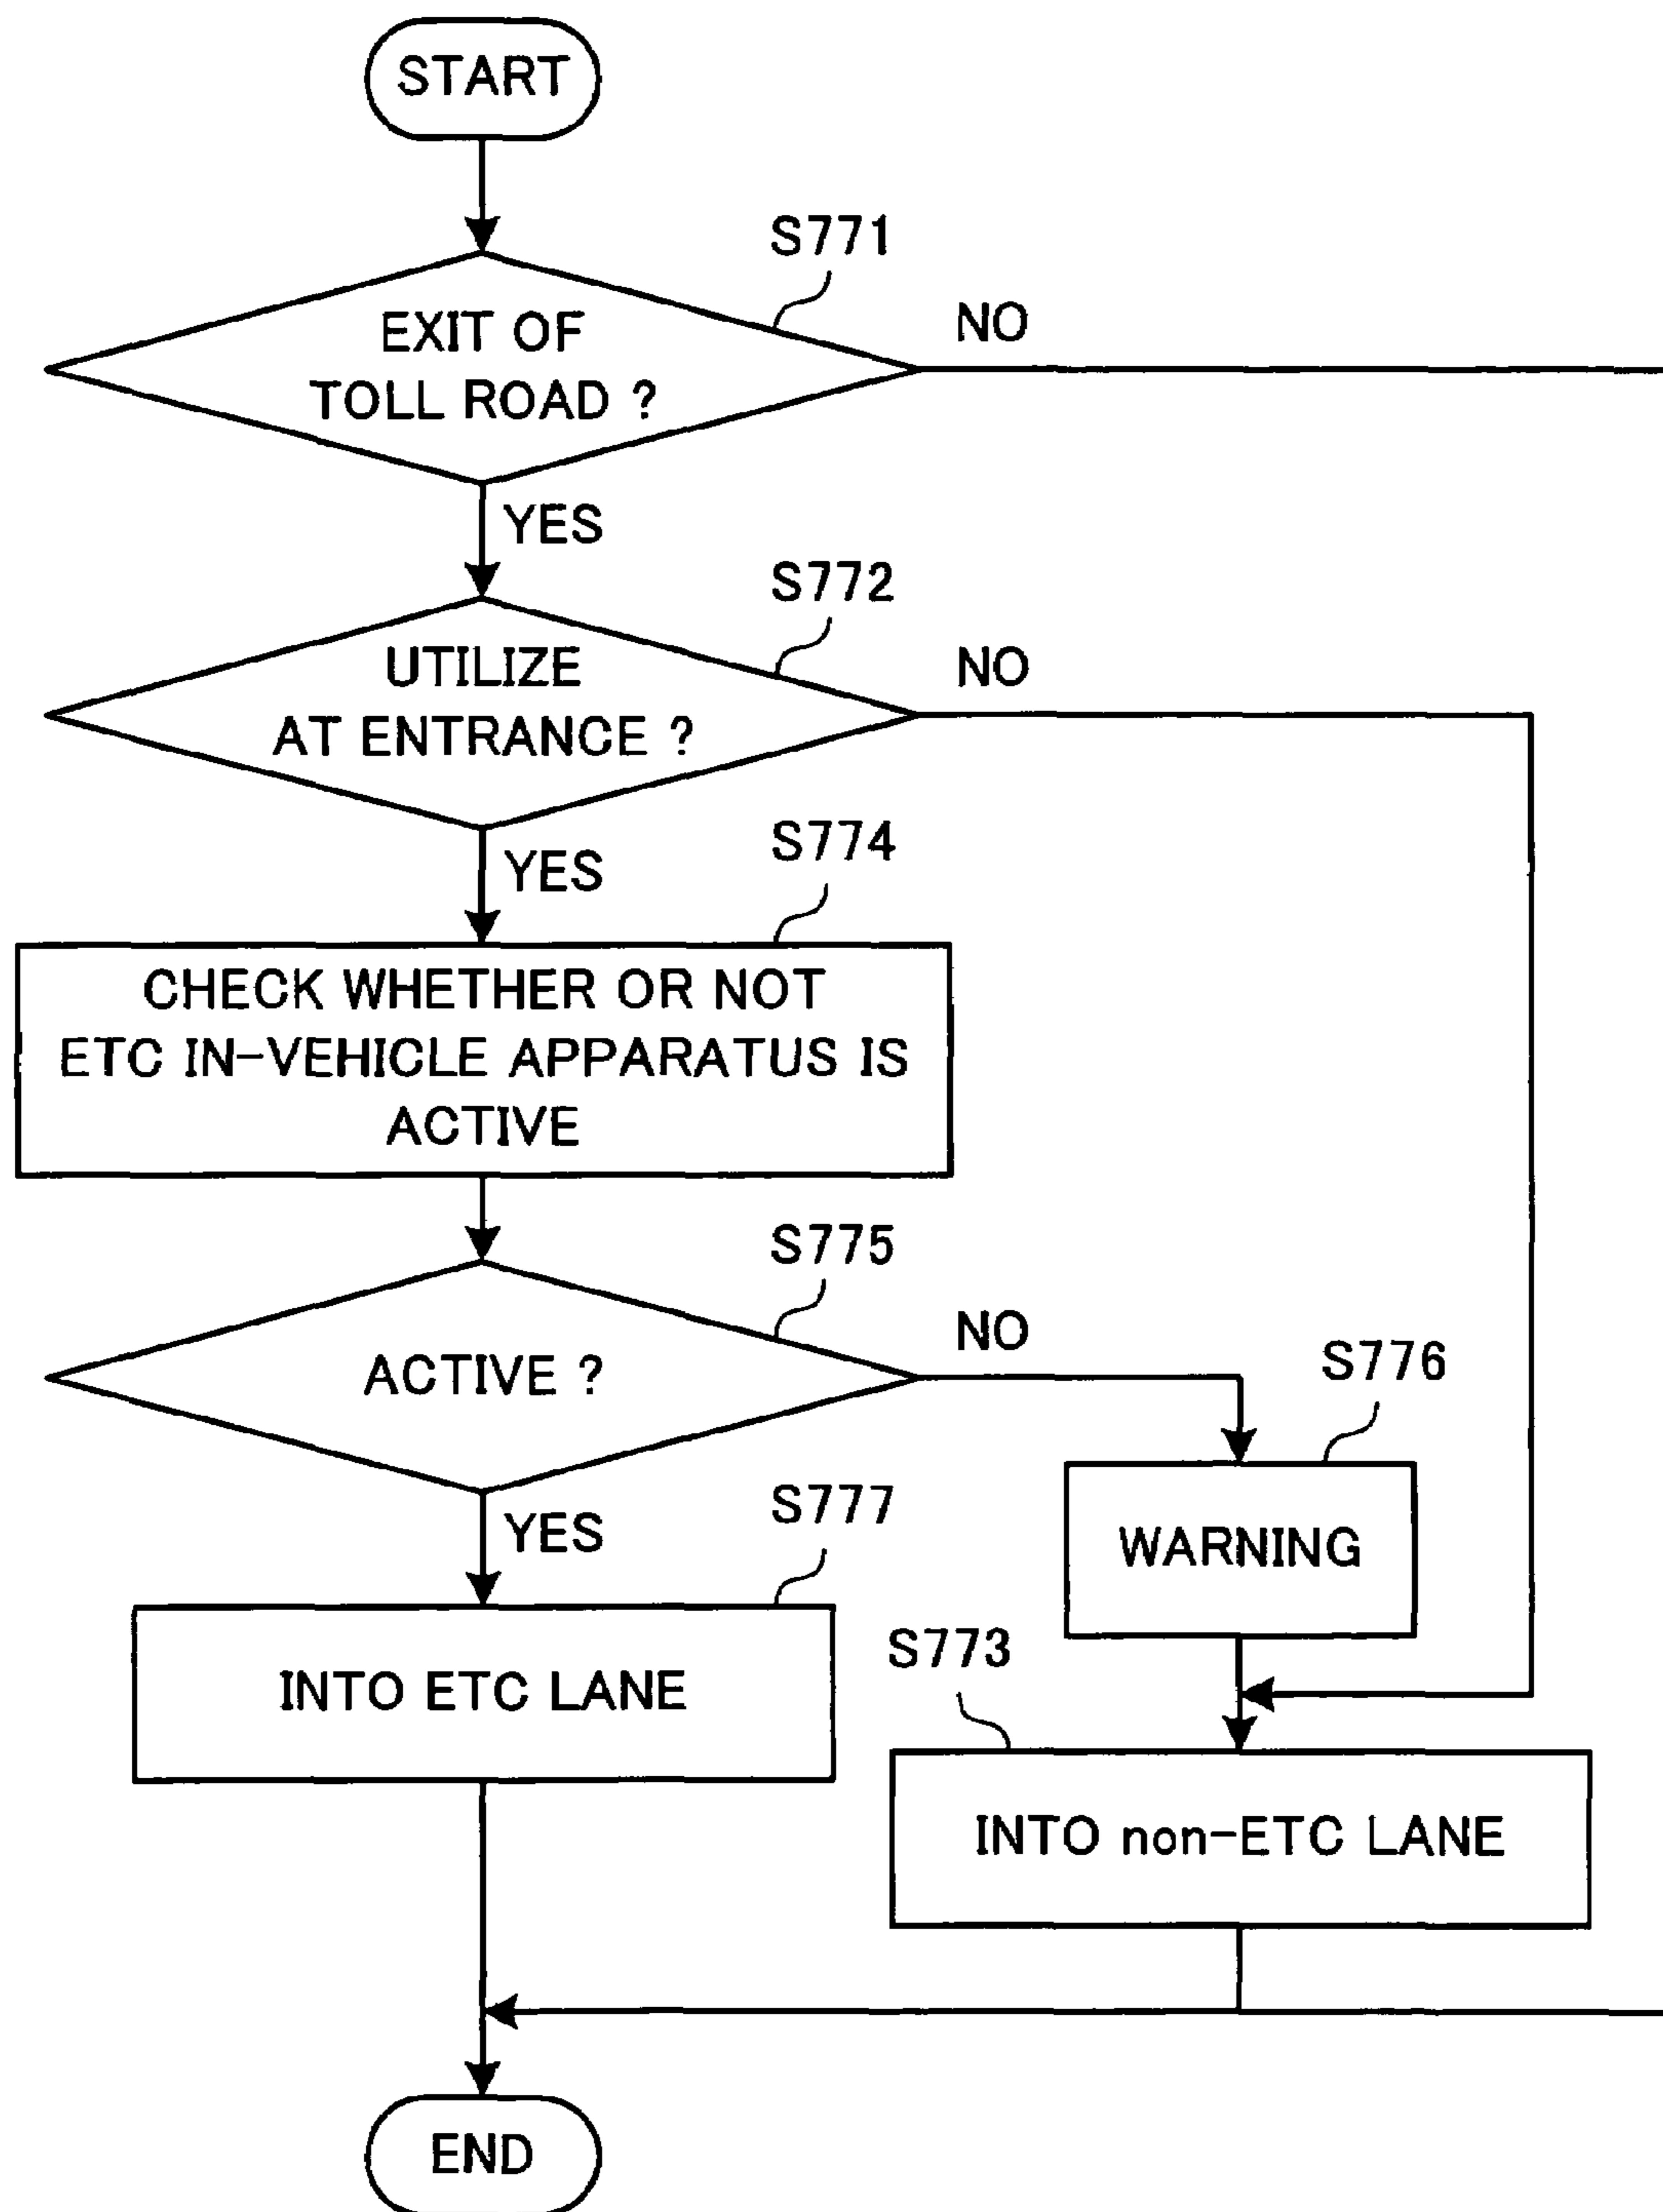 START
S771
EXIT OF
TOLL ROAD ?
NO
YES
S772
UTILIZE
AT ENTRANCE ?
NO
YES
S774
CHECK WHETHER OR NOT
ETC IN-VEHICLE APPARATUS IS
ACTIVE
S775
ACTIVE ?
NO
S776
WARNING
YES
S777
INTO ETC LANE
S773
INTO non-ETC LANE
END